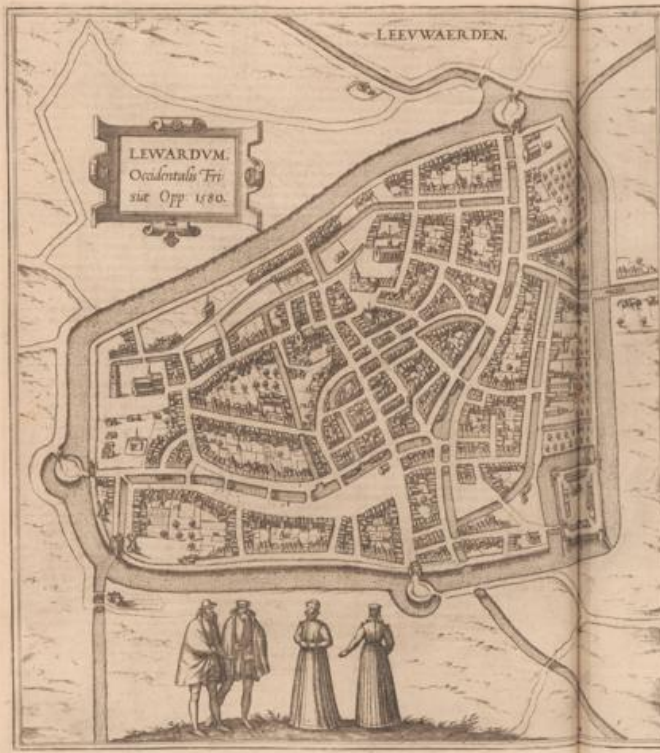 LEEVWAERDEN.
LEWARDVM.
Occidentalis Fri⸗
siæ Opp 1580.